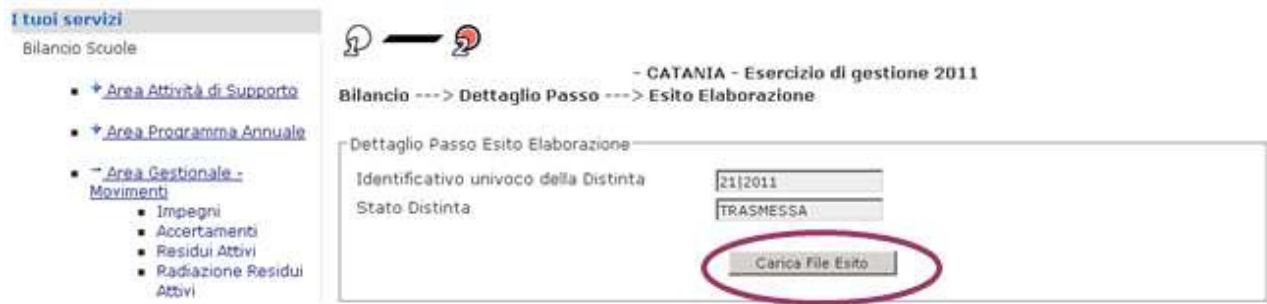 I tuoi servizi
Bilancio Scuole
Area Attività di Supporto
Area Programma Annuale
Area Gestionale -
Movimenti
Impegni
Accertamenti
Residui Attivi
Radiazione Residui
Attivi
1 2
- CATANIA - Esercizio di gestione 2011
Bilancio ---> Dettaglio Passo ---> Esito Elaborazione
Dettaglio Passo Esito Elaborazione
Identificativo univoco della Distinta 21|2011
Stato Distinta TRASMESSA
Carica File Esito